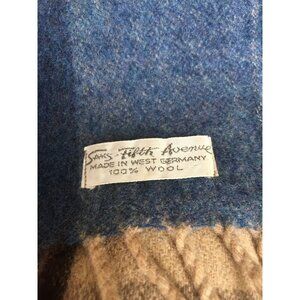 Saks - Fifth Avenue
MADE IN WEST GERMANY
100% WOOL